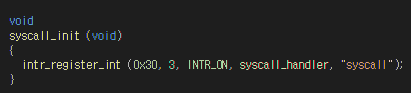 void
syscall_init (void)
{
  intr_register_int (0x30, 3, INTR_ON, syscall_handler, "syscall");
}